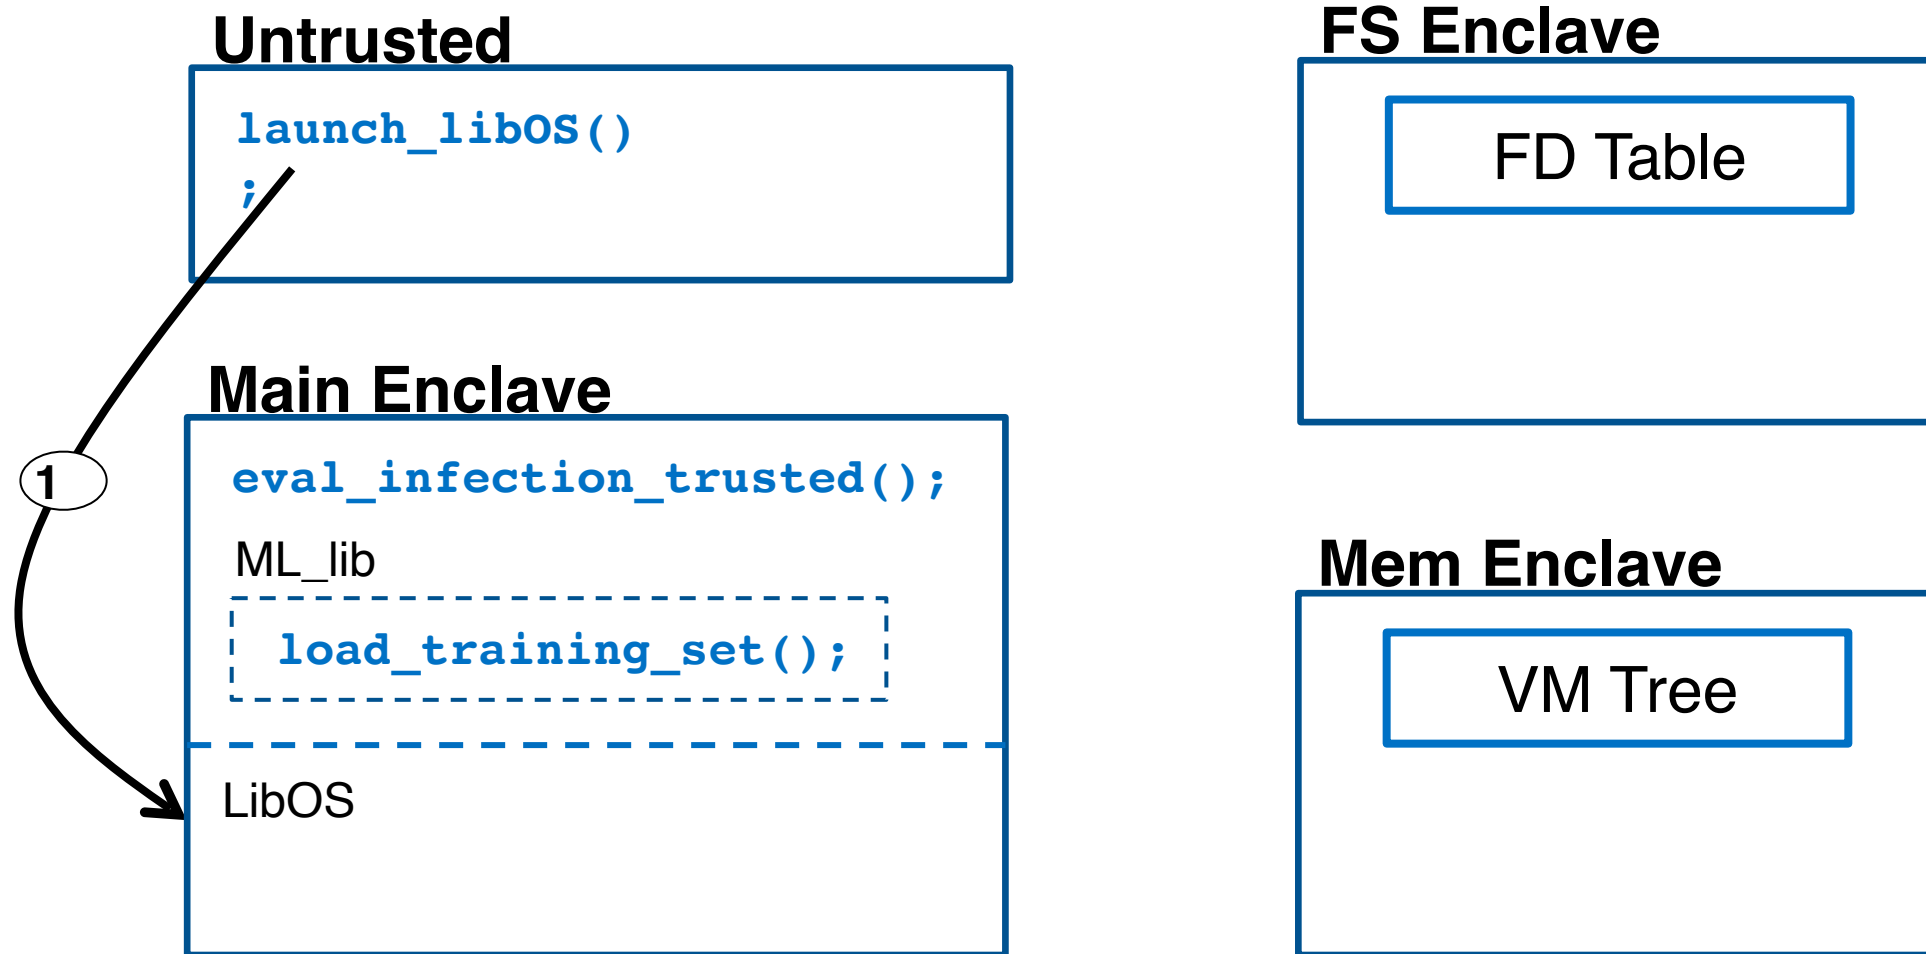 Untrusted
launch_libOS()
;
Main Enclave
1
eval_infection_trusted();
ML_lib
load_training_set();
LibOS
FS Enclave
FD Table
Mem Enclave
VM Tree